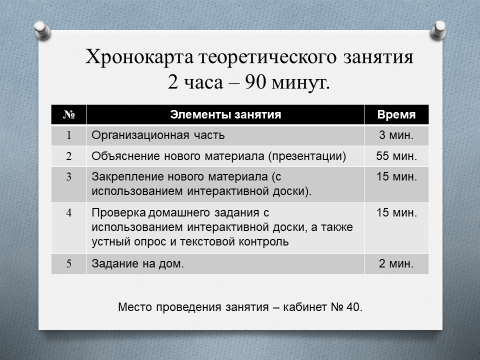 Хронокарта теоретического занятия
2 часа – 90 минут.
№ Элементы занятия Время
1 Организационная часть 3 мин.
2 Объяснение нового материала (презентации) 55 мин.
3 Закрепление нового материала (с 15 мин.
использованием интерактивной доски).
4 Проверка домашнего задания с 15 мин.
использованием интерактивной доски, а также
устный опрос и текстовой контроль
5 Задание на дом. 2 мин.
Место проведения занятия – кабинет № 40.